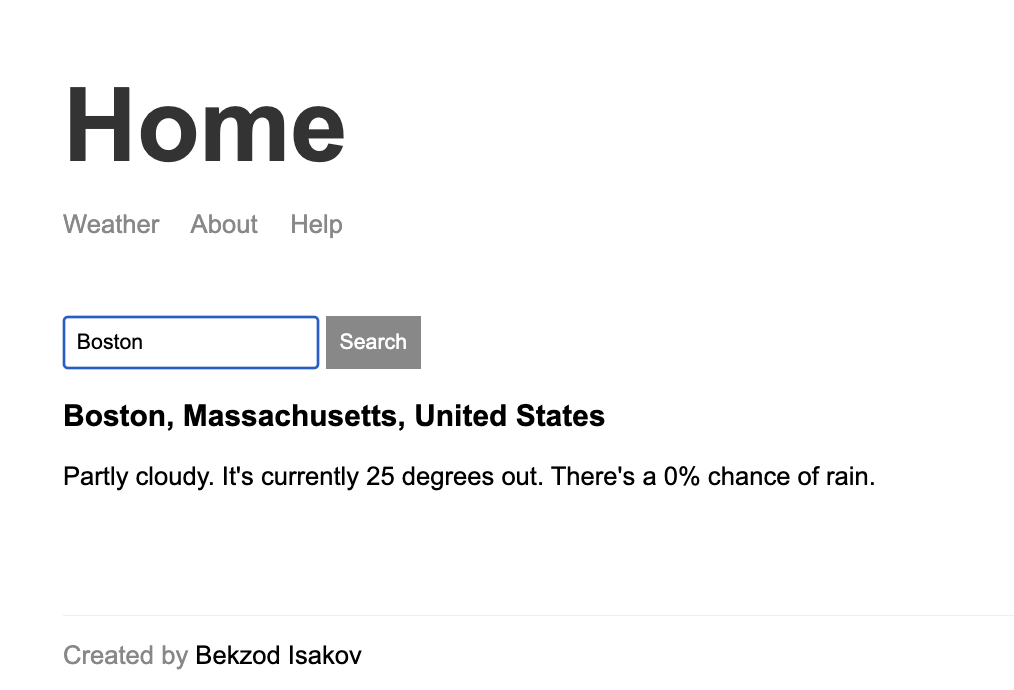 Home
Weather About Help
Boston Search
Boston, Massachusetts, United States
Partly cloudy. It's currently 25 degrees out. There's a 0% chance of rain.
Created by Bekzod Isakov